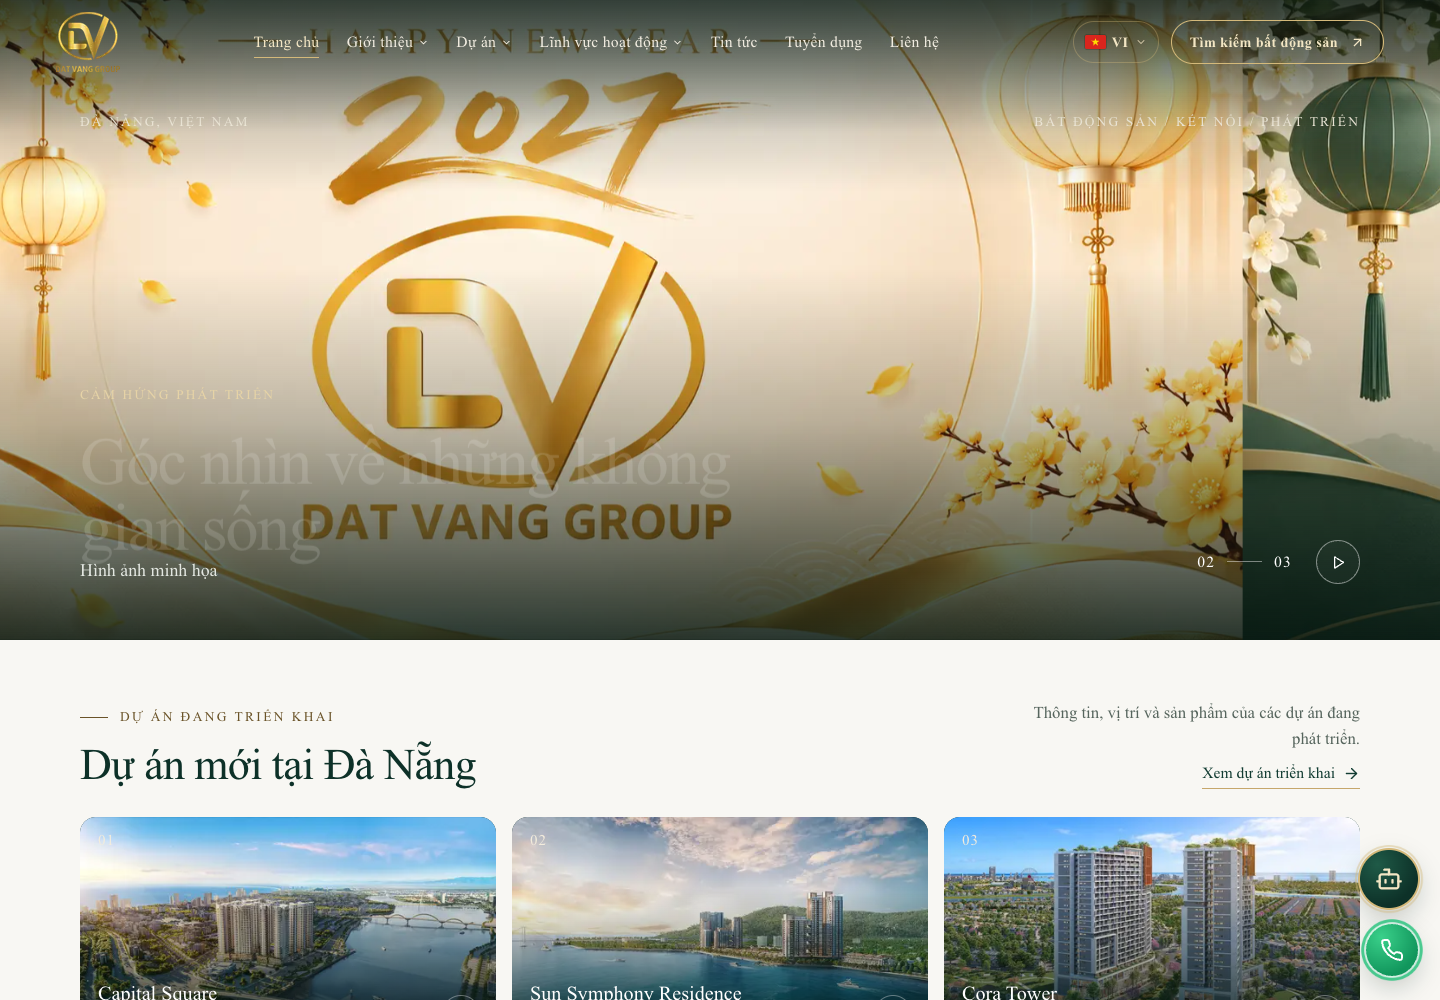 HAPPY NEW YEAR
Trang chủ
Giới thiệu
Dự án
Lĩnh vực hoạt động
Tin tức
Tuyển dụng
Liên hệ
VI
Tìm kiếm bất động sản
DAT VANG GROUP
2027
ĐÀ NẴNG, VIỆT NAM
BẤT ĐỘNG SẢN / KẾT NỐI / PHÁT TRIỂN
CẢM HỨNG PHÁT TRIỂN
Góc nhìn về những không
gian sống
DAT VANG GROUP
Hình ảnh minh họa
02
03
DỰ ÁN ĐANG TRIỂN KHAI
Dự án mới tại Đà Nẵng
Thông tin, vị trí và sản phẩm của các dự án đang
phát triển.
Xem dự án triển khai
01
02
03
Capital Square
Sun Symphony Residence
Cora Tower